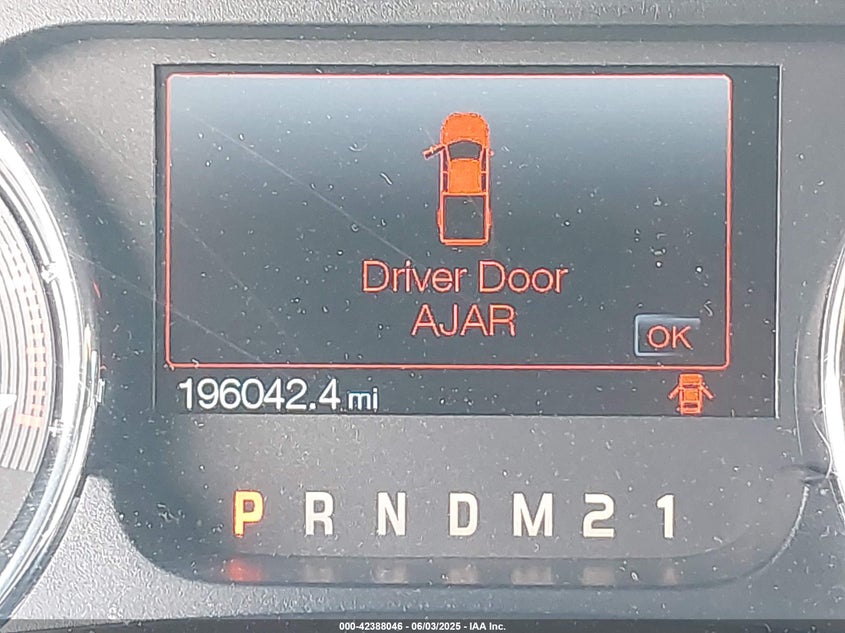 Driver Door
AJAR
OK
196042.4 mi
P R N D M 2 1
000-42388046 - 06/03/2025 - IAA Inc.